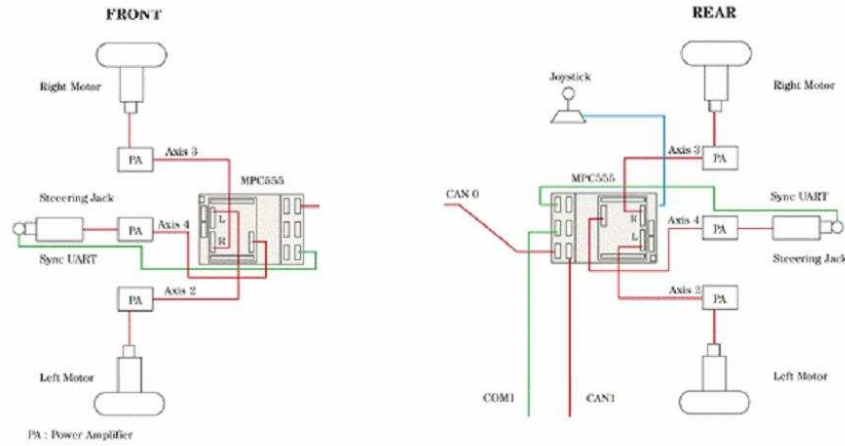 FRONT
Right Motor
PA
Axis 3
MPC555
Steering Jack
PA
Axis 4
L
R
Sync UART
PA
Axis 2
Left Motor
PA : Power Amplifier
REAR
Joystick
Right Motor
Axis 3
PA
MPC555
CAN 0
Sync UART
R
L
Axis 4
PA
Steering Jack
Axis 2
PA
COM1
CAN1
Left Motor